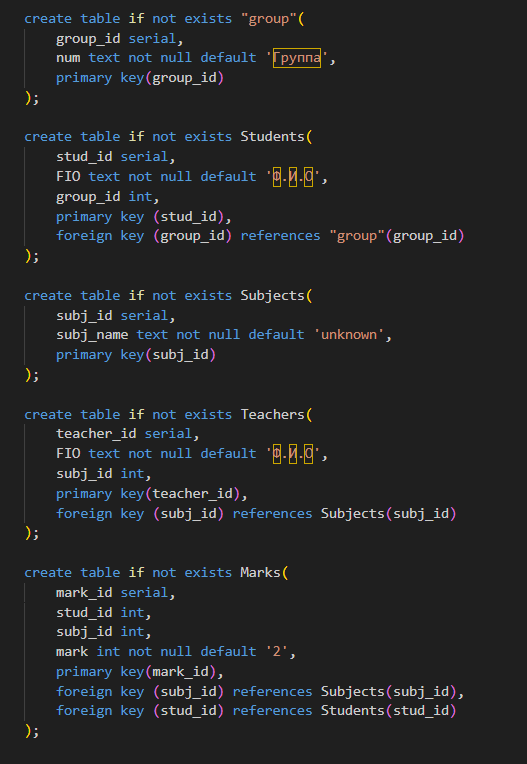 create table if not exists "group"(
group_id serial,
num text not null default 'Группа',
primary key(group_id)
);
create table if not exists Students(
stud_id serial,
FIO text not null default 'Ф.И.О',
group_id int,
primary key (stud_id),
foreign key (group_id) references "group"(group_id)
);
create table if not exists Subjects(
subj_id serial,
subj_name text not null default 'unknown',
primary key(subj_id)
);
create table if not exists Teachers(
teacher_id serial,
FIO text not null default 'Ф.И.О',
subj_id int,
primary key(teacher_id),
foreign key (subj_id) references Subjects(subj_id)
);
create table if not exists Marks(
mark_id serial,
stud_id int,
subj_id int,
mark int not null default '2',
primary key(mark_id),
foreign key (subj_id) references Subjects(subj_id),
foreign key (stud_id) references Students(stud_id)
);